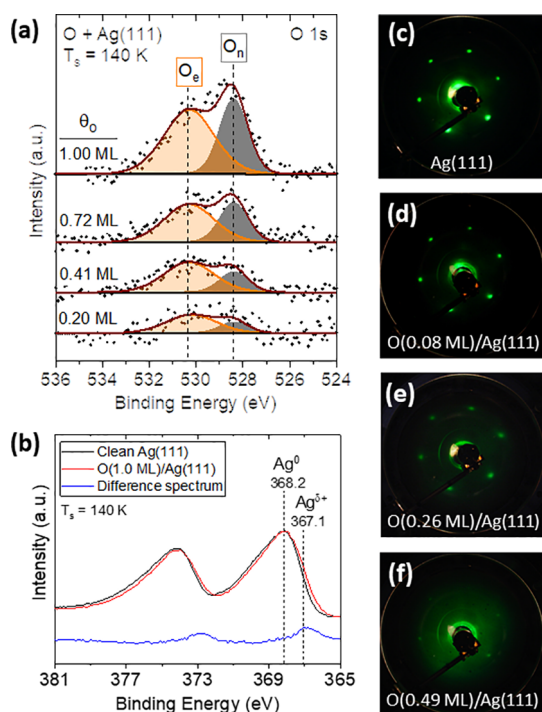 (a)
O + Ag(111)
Tₛ = 140 K
O 1s
Oₑ
Oₙ
θ₀
1.00 ML
0.72 ML
0.41 ML
0.20 ML
Intensity (a.u.)
536 534 532 530 528 526 524
Binding Energy (eV)
(b)
Clean Ag(111)
O(1.0 ML)/Ag(111)
Difference spectrum
Tₛ = 140 K
Ag⁰
368.2
Ag^δ+
367.1
Intensity (a.u.)
381 377 373 369 365
Binding Energy (eV)
(c)
Ag(111)
(d)
O(0.08 ML)/Ag(111)
(e)
O(0.26 ML)/Ag(111)
(f)
O(0.49 ML)/Ag(111)